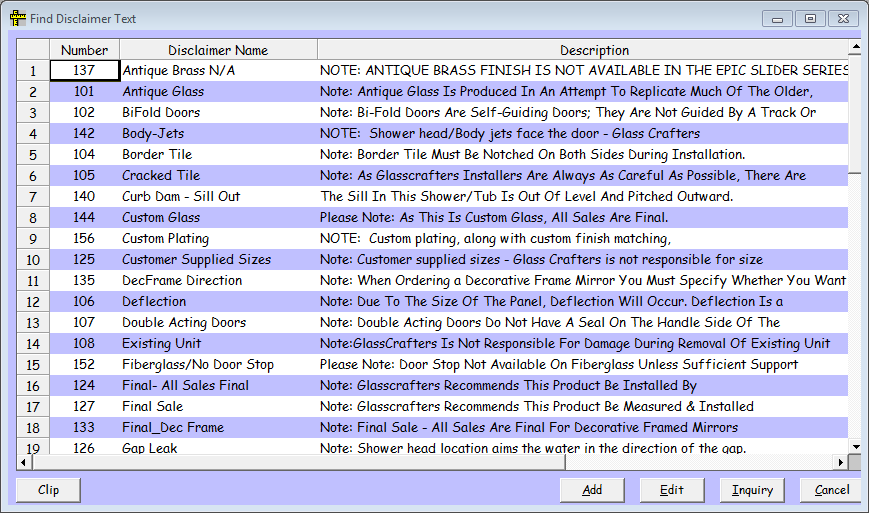 Find Disclaimer Text
Number Disclaimer Name Description
1 137 Antique Brass N/A NOTE: ANTIQUE BRASS FINISH IS NOT AVAILABLE IN THE EPIC SLIDER SERIES
2 101 Antique Glass Note: Antique Glass Is Produced In An Attempt To Replicate Much Of The Older,
3 102 BiFold Doors Note: Bi-Fold Doors Are Self-Guiding Doors; They Are Not Guided By A Track Or
4 142 Body-Jets NOTE:  Shower head/Body jets face the door - Glass Crafters
5 104 Border Tile Note: Border Tile Must Be Notched On Both Sides During Installation.
6 105 Cracked Tile Note: As Glasscrafters Installers Are Always As Careful As Possible, There Are
7 140 Curb Dam - Sill Out The Sill In This Shower/Tub Is Out Of Level And Pitched Outward.
8 144 Custom Glass Please Note: As This Is Custom Glass, All Sales Are Final.
9 156 Custom Plating NOTE:  Custom plating, along with custom finish matching,
10 125 Customer Supplied Sizes Note: Customer supplied sizes - Glass Crafters is not responsible for size
11 135 DecFrame Direction Note: When Ordering a Decorative Frame Mirror You Must Specify Whether You Want
12 106 Deflection Note: Due To The Size Of The Panel, Deflection Will Occur. Deflection Is a
13 107 Double Acting Doors Note: Double Acting Doors Do Not Have A Seal On The Handle Side Of The
14 108 Existing Unit Note:GlassCrafters Is Not Responsible For Damage During Removal Of Existing Unit
15 152 Fiberglass/No Door Stop Please Note: Door Stop Not Available On Fiberglass Unless Sufficient Support
16 124 Final- All Sales Final Note: Glasscrafters Recommends This Product Be Installed By
17 127 Final Sale Note: Glasscrafters Recommends This Product Be Measured & Installed
18 133 Final_Dec Frame Note: Final Sale - All Sales Are Final For Decorative Framed Mirrors
19 126 Gap Leak Note: Shower head location aims the water in the direction of the gap.
Clip Add Edit Inquiry Cancel